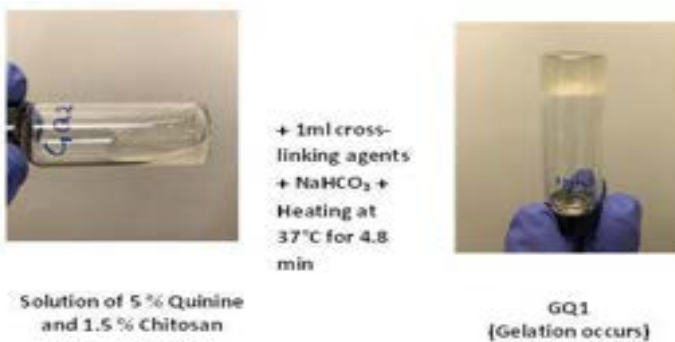 + 1ml cross-
linking agents
+ NaHCO₃ +
Heating at
37°C for 4.8
min
Solution of 5 % Quinine
and 1.5 % Chitosan
GQ1
(Gelation occurs)